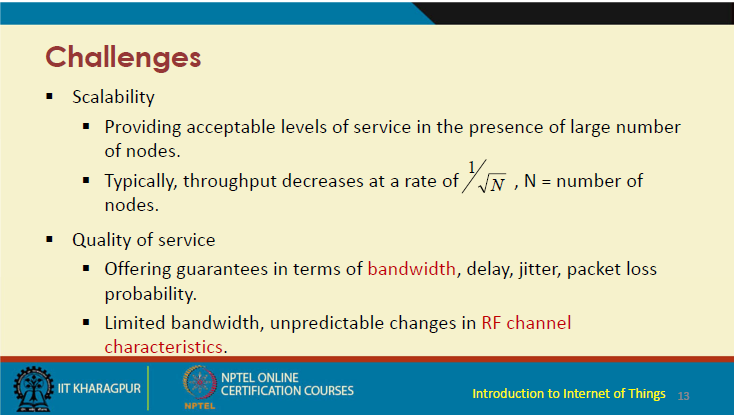 Challenges
▪ Scalability
▪ Providing acceptable levels of service in the presence of large number
of nodes.
▪ Typically, throughput decreases at a rate of 1/√N , N = number of
nodes.
▪ Quality of service
▪ Offering guarantees in terms of bandwidth, delay, jitter, packet loss
probability.
▪ Limited bandwidth, unpredictable changes in RF channel
characteristics.
IIT KHARAGPUR
NPTEL
NPTEL ONLINE
CERTIFICATION COURSES
Introduction to Internet of Things 13